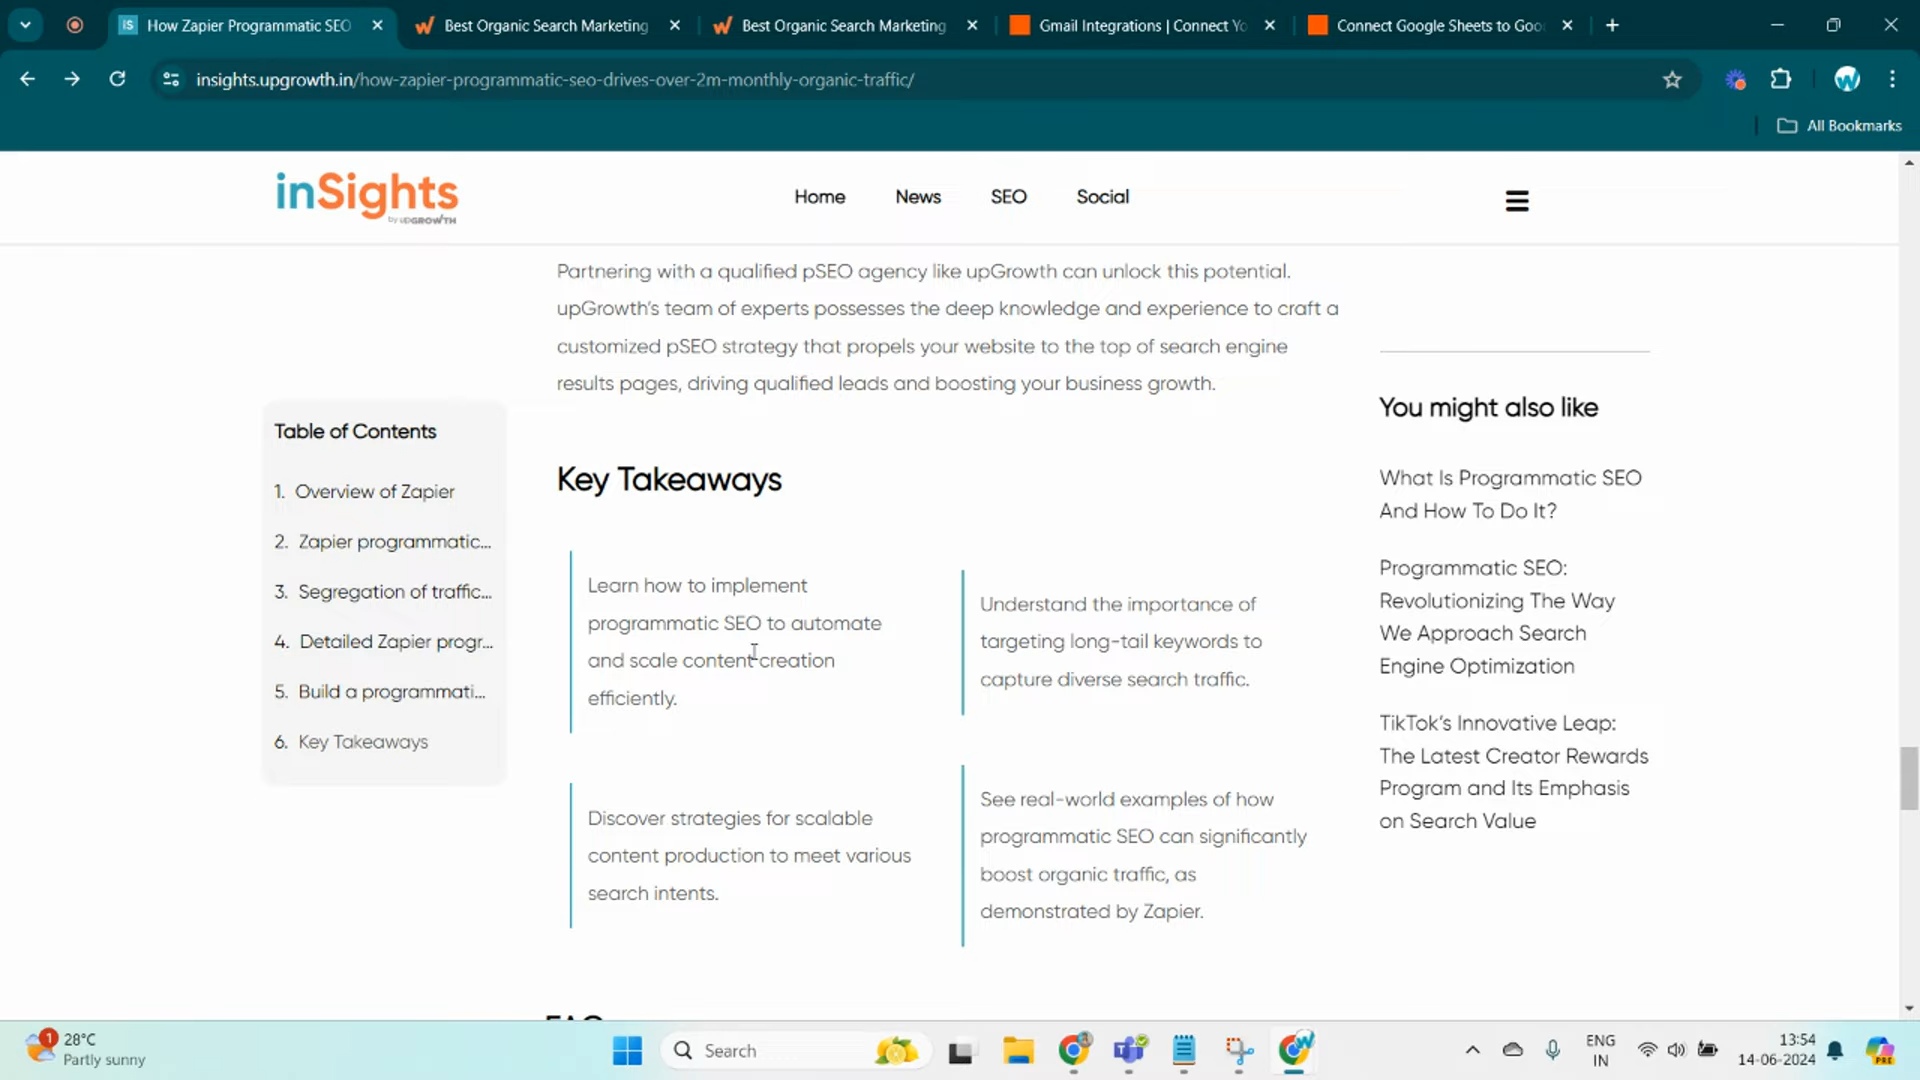 How Zapier Programmatic SEO
Best Organic Search Marketing
Best Organic Search Marketing
Gmail Integrations | Connect Yo
Connect Google Sheets to Goo
insights.upgrowth.in/how-zapier-programmatic-seo-drives-over-2m-monthly-organic-traffic/
All Bookmarks
inSights
by upGROWTH
Home
News
SEO
Social
Partnering with a qualified pSEO agency like upGrowth can unlock this potential.
upGrowth's team of experts possesses the deep knowledge and experience to craft a
customized pSEO strategy that propels your website to the top of search engine
results pages, driving qualified leads and boosting your business growth.
Table of Contents
1. Overview of Zapier
2. Zapier programmatic...
3. Segregation of traffic...
4. Detailed Zapier progr...
5. Build a programmati...
6. Key Takeaways
Key Takeaways
Learn how to implement
programmatic SEO to automate
and scale content creation
efficiently.
Understand the importance of
targeting long-tail keywords to
capture diverse search traffic.
Discover strategies for scalable
content production to meet various
search intents.
See real-world examples of how
programmatic SEO can significantly
boost organic traffic, as
demonstrated by Zapier.
You might also like
What Is Programmatic SEO
And How To Do It?
Programmatic SEO:
Revolutionizing The Way
We Approach Search
Engine Optimization
TikTok's Innovative Leap:
The Latest Creator Rewards
Program and Its Emphasis
on Search Value
FAQ
1
28°C
Partly sunny
Search
ENG
IN
13:54
14-06-2024
PRE